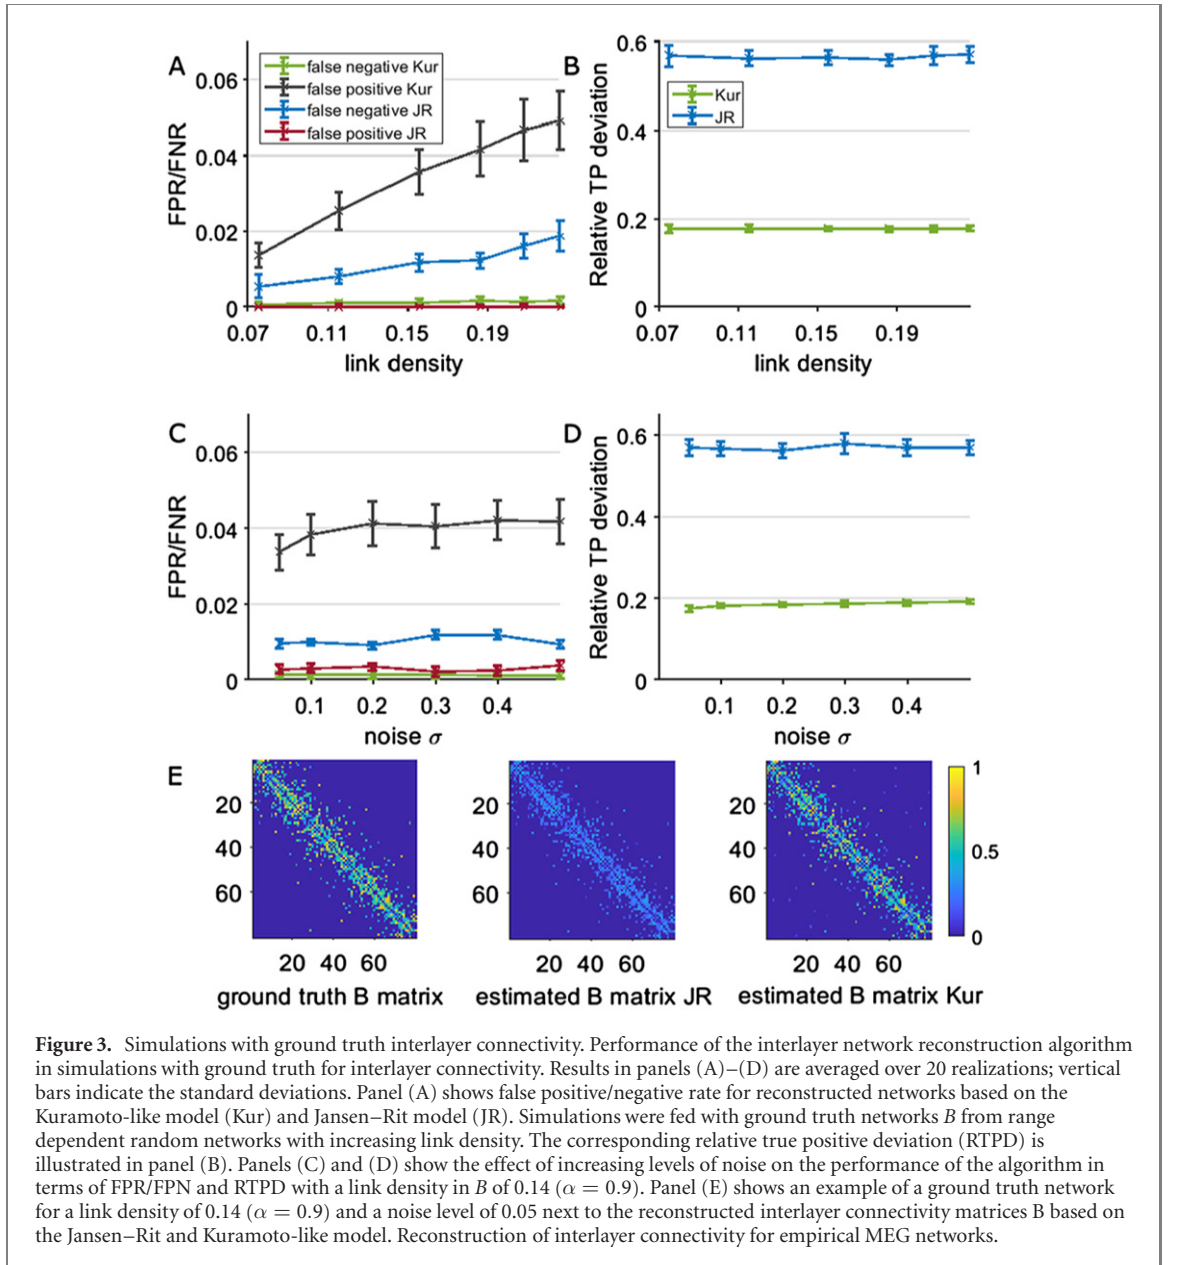 A
0.06
0.04
0.02
0
FPR/FNR
false negative Kur
false positive Kur
false negative JR
false positive JR
0.07 0.11 0.15 0.19
link density
B
0.6
0.4
0.2
0
Relative TP deviation
Kur
JR
0.07 0.11 0.15 0.19
link density
C
0.06
0.04
0.02
0
FPR/FNR
0.1 0.2 0.3 0.4
noise σ
D
0.6
0.4
0.2
0
Relative TP deviation
0.1 0.2 0.3 0.4
noise σ
E
20
40
60
20 40 60
ground truth B matrix
20
40
60
20 40 60
estimated B matrix JR
20
40
60
20 40 60
estimated B matrix Kur
1
0.5
0
Figure 3. Simulations with ground truth interlayer connectivity. Performance of the interlayer network reconstruction algorithm
in simulations with ground truth for interlayer connectivity. Results in panels (A)–(D) are averaged over 20 realizations; vertical
bars indicate the standard deviations. Panel (A) shows false positive/negative rate for reconstructed networks based on the
Kuramoto-like model (Kur) and Jansen–Rit model (JR). Simulations were fed with ground truth networks B from range
dependent random networks with increasing link density. The corresponding relative true positive deviation (RTPD) is
illustrated in panel (B). Panels (C) and (D) show the effect of increasing levels of noise on the performance of the algorithm in
terms of FPR/FPN and RTPD with a link density in B of 0.14 (α = 0.9). Panel (E) shows an example of a ground truth network
for a link density of 0.14 (α = 0.9) and a noise level of 0.05 next to the reconstructed interlayer connectivity matrices B based on
the Jansen–Rit and Kuramoto-like model. Reconstruction of interlayer connectivity for empirical MEG networks.